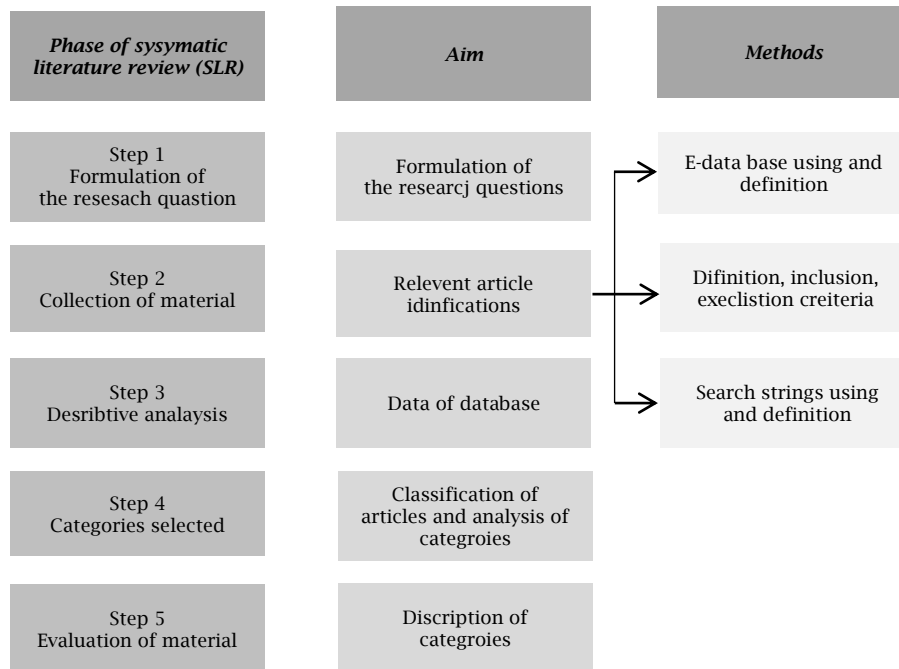 Phase of sysymatic
literature review (SLR)
Aim
Methods
Step 1
Formulation of
the resesach quastion
Formulation of
the researcj questions
E-data base using and
definition
Step 2
Collection of material
Relevent article
idinfications
Difinition, inclusion,
execlistion creiteria
Step 3
Desribtive analaysis
Data of database
Search strings using
and definition
Step 4
Categories selected
Classification of
articles and analysis of
categroies
Step 5
Evaluation of material
Discription of
categroies